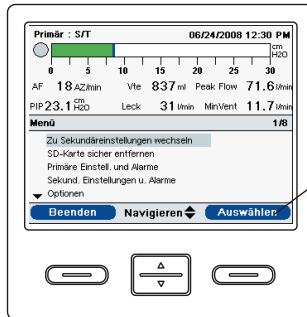 Primär : S/T 06/24/2008 12:30 PM
cm
H2O
0 5 10 15 20 25 30
AF 18 AZ/min Vte 837 ml Peak Flow 71.6 l/min
PIP 23.1 cm H2O Leck 31 l/min MinVent 11.7 l/min
Menü 1/8
Zu Sekundäreinstellungen wechseln
SD-Karte sicher entfernen
Primäre Einstell. und Alarme
Sekund. Einstellungen u. Alarme
Optionen
Beenden Navigieren Auswählen